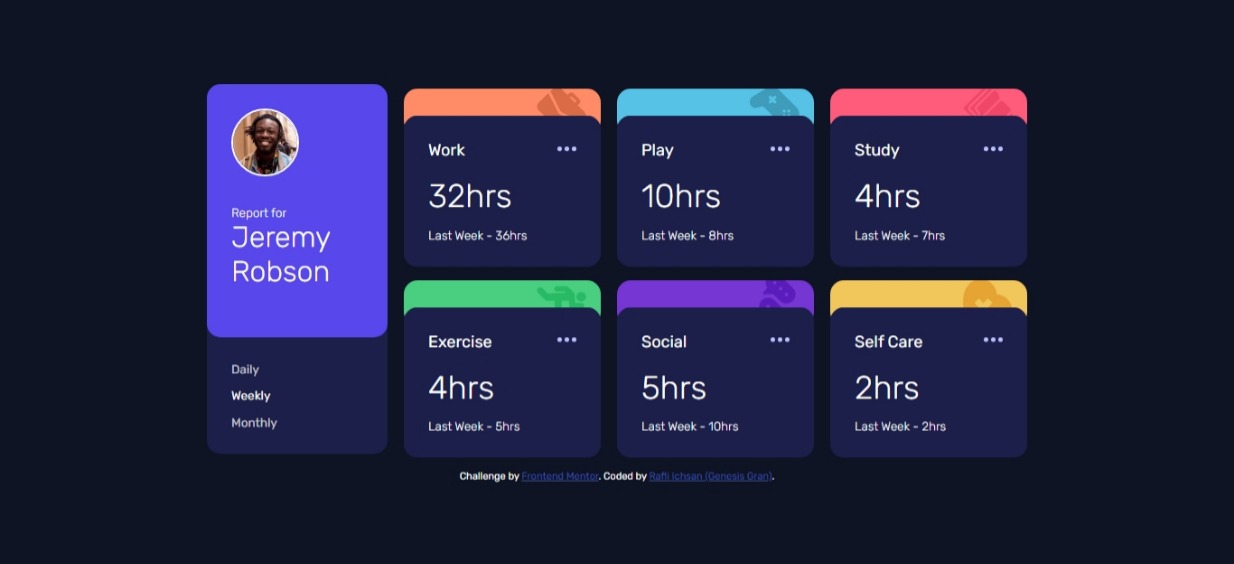 Report for
Jeremy
Robson
Daily
Weekly
Monthly
Work
32hrs
Last Week - 36hrs
Play
10hrs
Last Week - 8hrs
Study
4hrs
Last Week - 7hrs
Exercise
4hrs
Last Week - 5hrs
Social
5hrs
Last Week - 10hrs
Self Care
2hrs
Last Week - 2hrs
Challenge by Frontend Mentor. Coded by Rafli Ichsan (Genesis Gran).